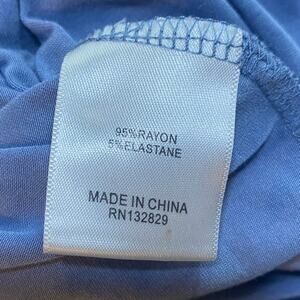 95%RAYON
5%ELASTANE
MADE IN CHINA
RN132829